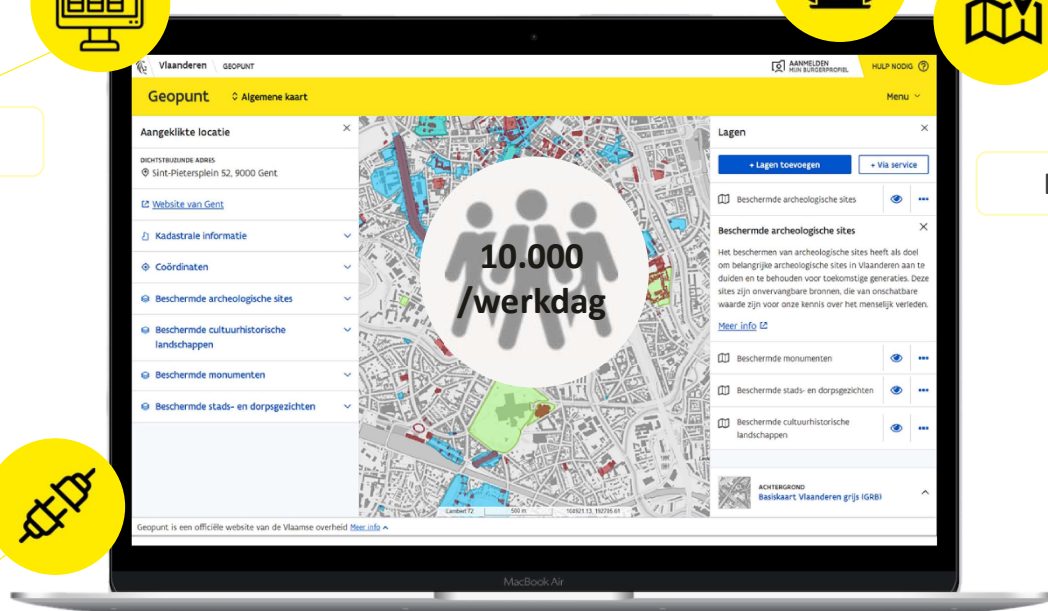 Vlaanderen
GEOPUNT
AANMELDEN
MIJN BURGERPROFIEL
HULP NODIG
Geopunt
Algemene kaart
Menu
Aangeklikte locatie
DICHTSTBIJZIJNDE ADRES
Sint-Pietersplein 52, 9000 Gent
Website van Gent
Kadastrale informatie
Coördinaten
Beschermde archeologische sites
Beschermde cultuurhistorische
landschappen
Beschermde monumenten
Beschermde stads- en dorpsgezichten
10.000
/werkdag
Lambert 72
500 m
Lagen
+ Lagen toevoegen
+ Via service
Beschermde archeologische sites
Beschermde archeologische sites
Het beschermen van archeologische sites heeft als doel
om belangrijke archeologische sites in Vlaanderen aan te
duiden en te behouden voor toekomstige generaties. Deze
sites zijn onvervangbare bronnen, die van onschatbare
waarde zijn voor onze kennis over het menselijk verleden.
Meer info
Beschermde monumenten
Beschermde stads- en dorpsgezichten
Beschermde cultuurhistorische
landschappen
ACHTERGROND
Basiskaart Vlaanderen grijs (GRB)
Geopunt is een officiële website van de Vlaamse overheid Meer info
MacBook Air